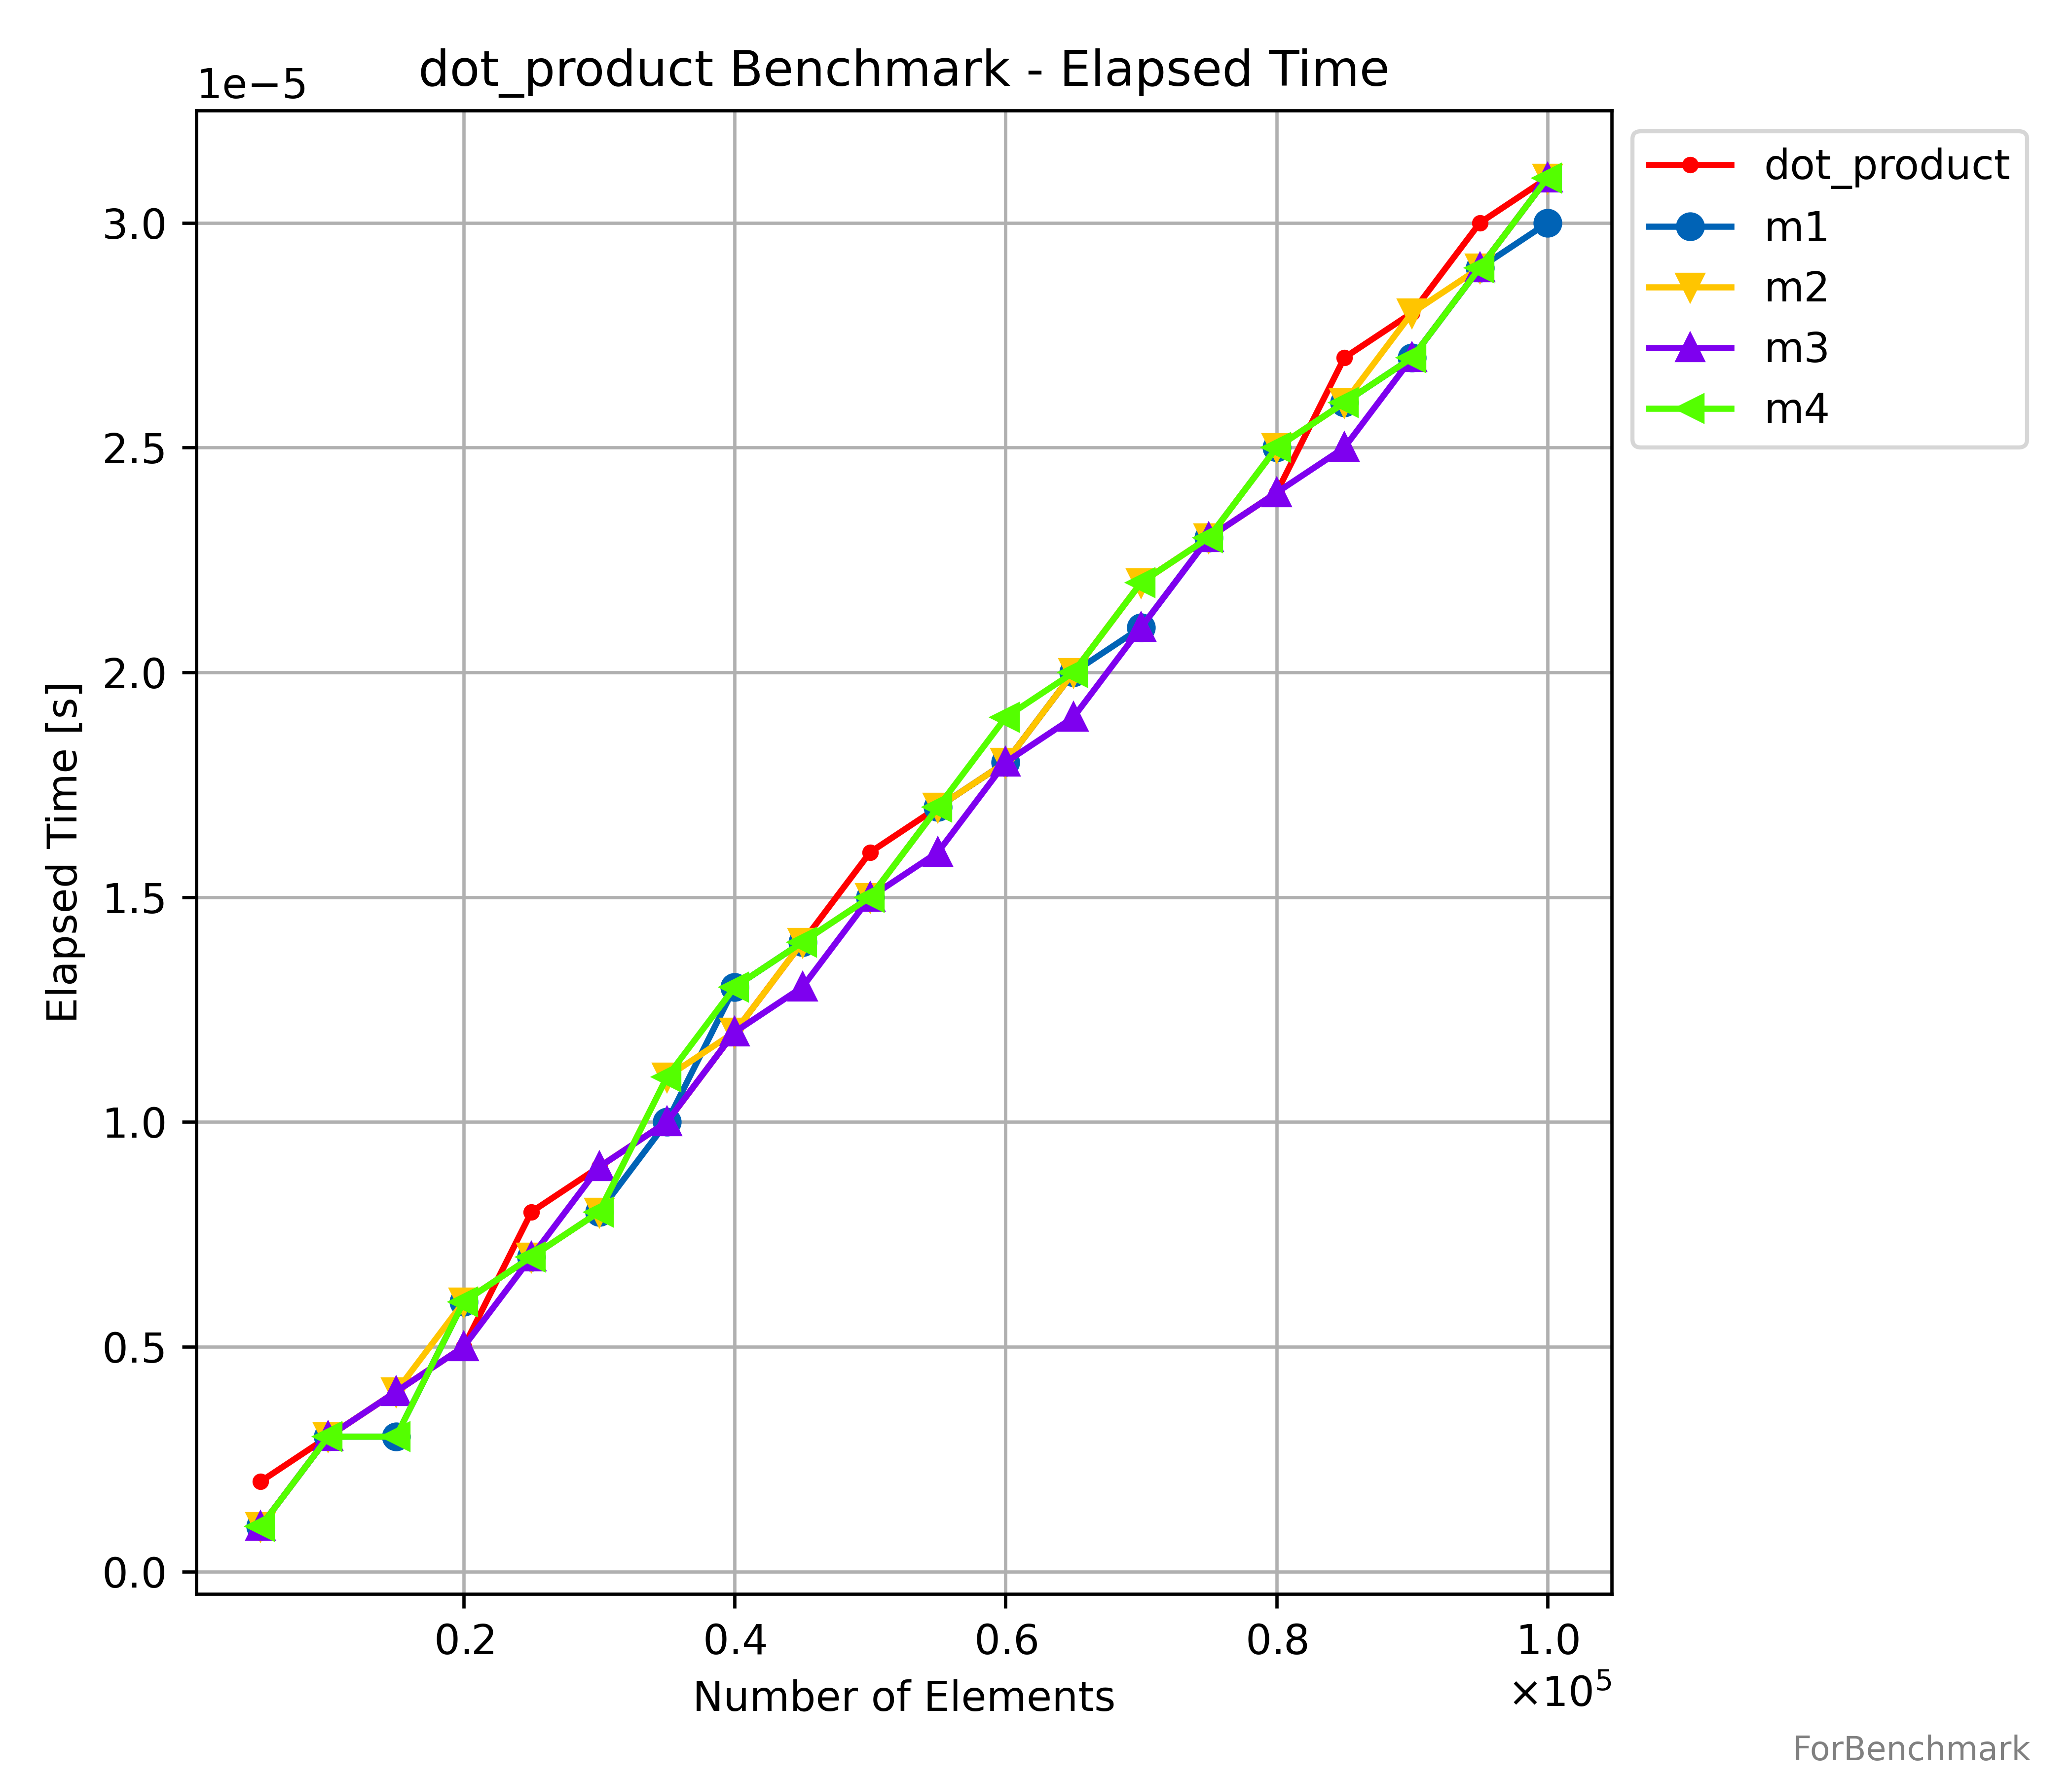 dot_product Benchmark - Elapsed Time
1e−5
3.0
2.5
2.0
1.5
1.0
0.5
0.0
Elapsed Time [s]
0.2 0.4 0.6 0.8 1.0
×10⁵
Number of Elements
dot_product
m1
m2
m3
m4
ForBenchmark